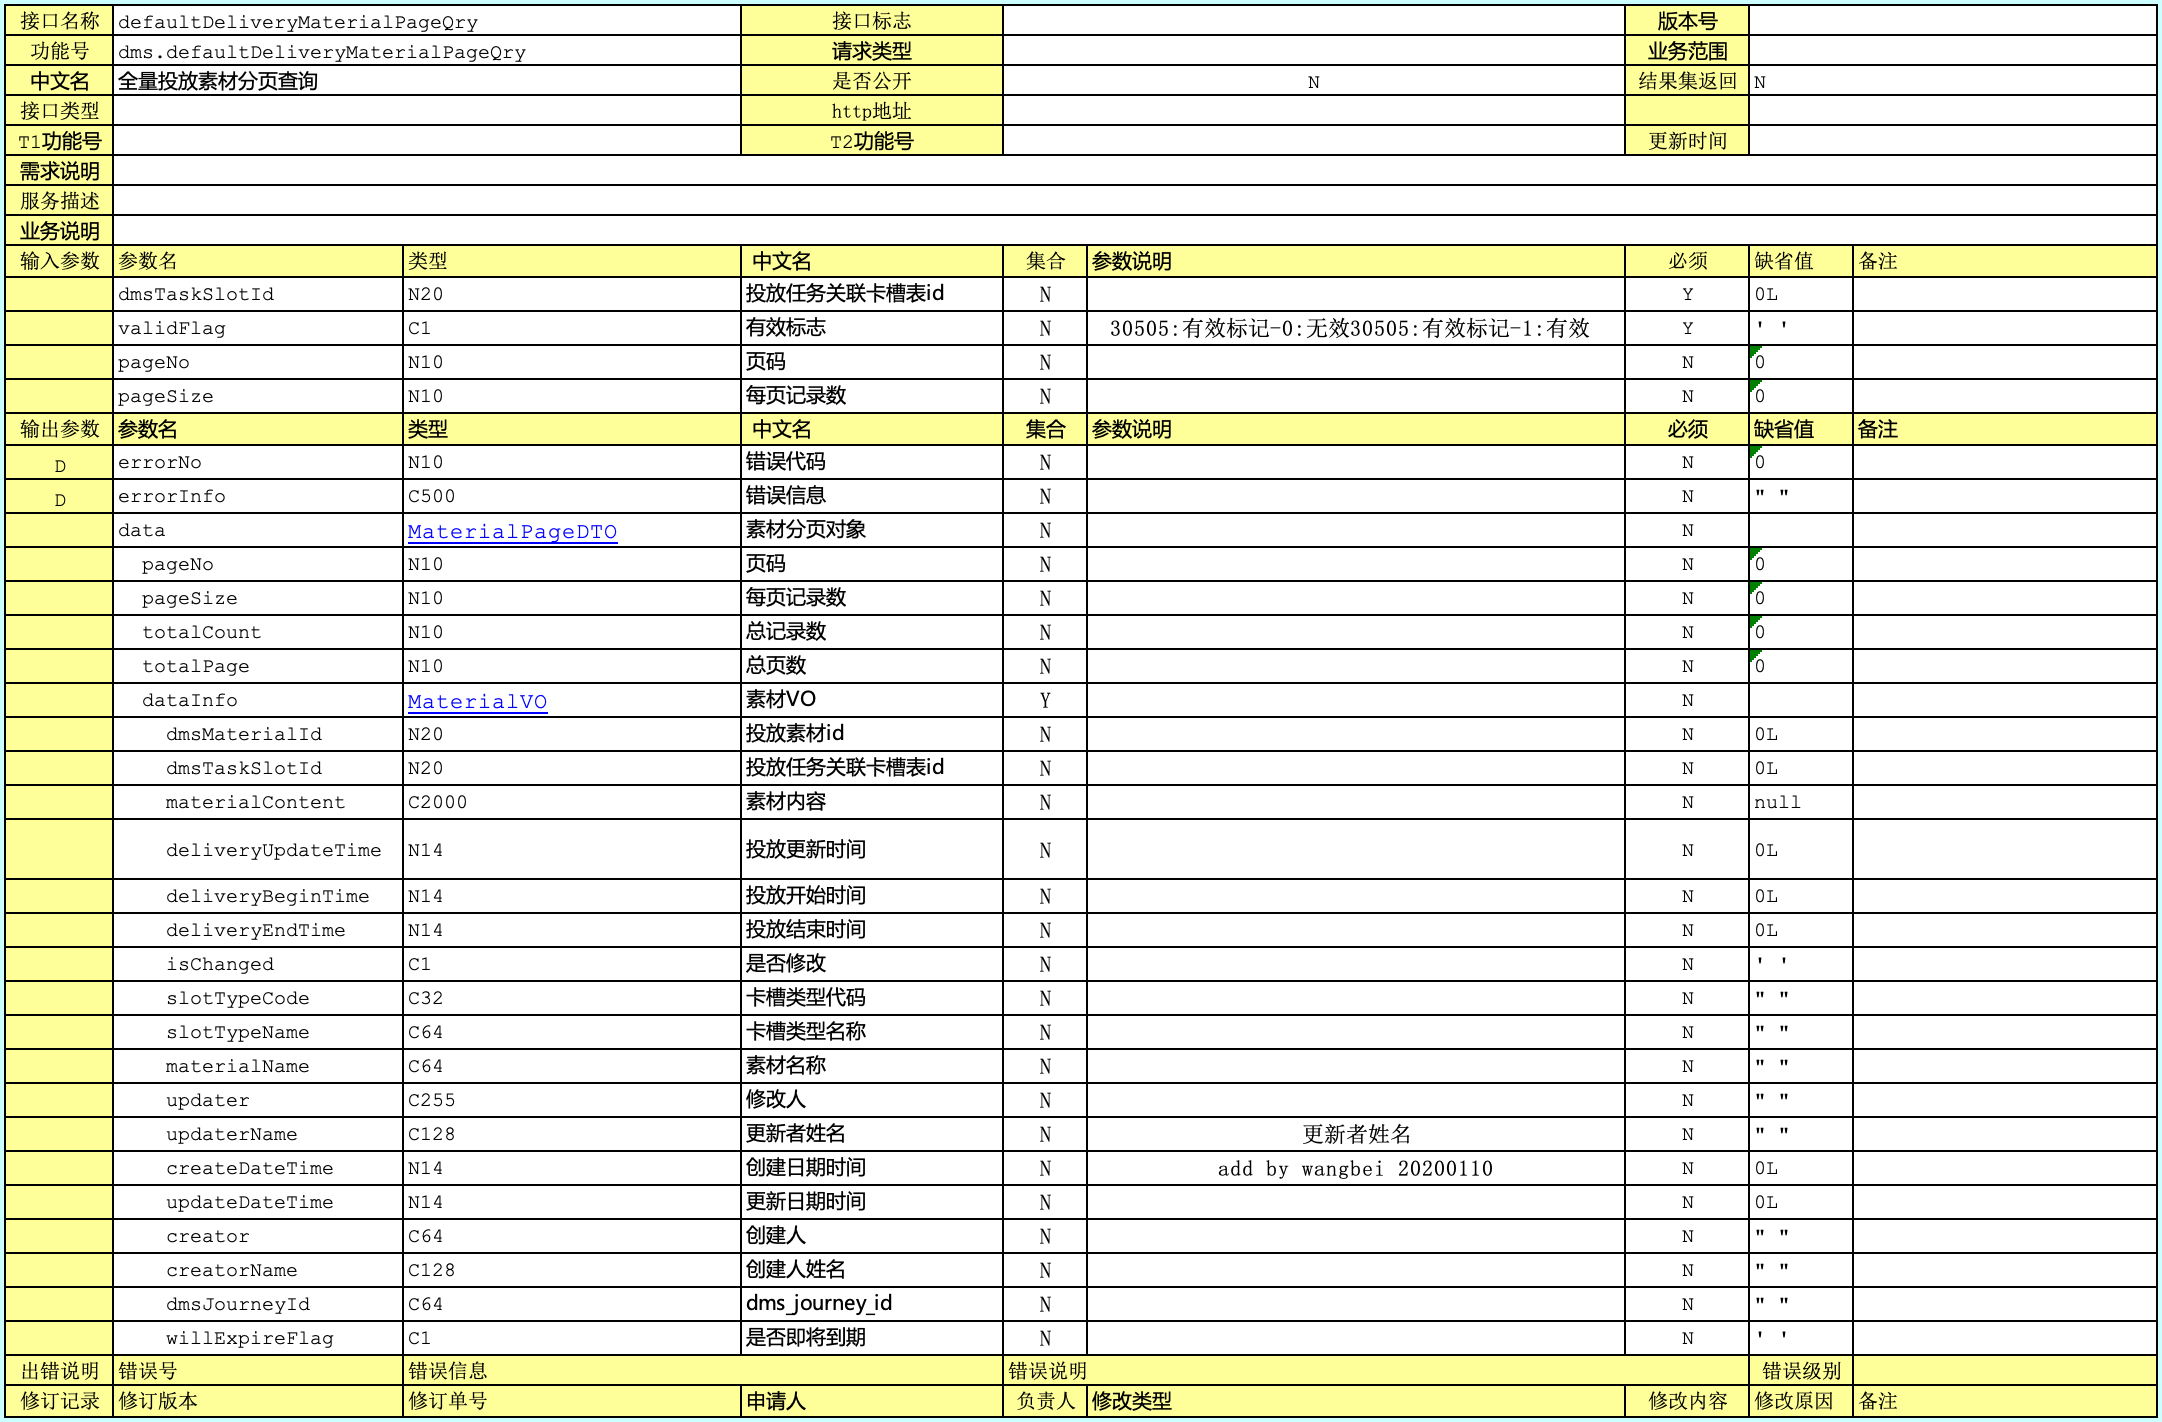 接口名称 defaultDeliveryMaterialPageQry 接口标志 版本号
功能号 dms.defaultDeliveryMaterialPageQry 请求类型 业务范围
中文名 全量投放素材分页查询 是否公开 N 结果集返回 N
接口类型 http地址
T1功能号 T2功能号 更新时间
需求说明
服务描述
业务说明
输入参数 参数名 类型 中文名 集合 参数说明 必须 缺省值 备注
dmsTaskSlotId N20 投放任务关联卡槽表id N Y 0L
validFlag C1 有效标志 N 30505:有效标记-0:无效30505:有效标记-1:有效 Y ' '
pageNo N10 页码 N N 0
pageSize N10 每页记录数 N N 0
输出参数 参数名 类型 中文名 集合 参数说明 必须 缺省值 备注
D errorNo N10 错误代码 N N 0
D errorInfo C500 错误信息 N N " "
data MaterialPageDTO 素材分页对象 N N
pageNo N10 页码 N N 0
pageSize N10 每页记录数 N N 0
totalCount N10 总记录数 N N 0
totalPage N10 总页数 N N 0
dataInfo MaterialVO 素材VO Y N
dmsMaterialId N20 投放素材id N N 0L
dmsTaskSlotId N20 投放任务关联卡槽表id N N 0L
materialContent C2000 素材内容 N N null
deliveryUpdateTime N14 投放更新时间 N N 0L
deliveryBeginTime N14 投放开始时间 N N 0L
deliveryEndTime N14 投放结束时间 N N 0L
isChanged C1 是否修改 N N ' '
slotTypeCode C32 卡槽类型代码 N N " "
slotTypeName C64 卡槽类型名称 N N " "
materialName C64 素材名称 N N " "
updater C255 修改人 N N " "
updaterName C128 更新者姓名 N 更新者姓名 N " "
createDateTime N14 创建日期时间 N add by wangbei 20200110 N 0L
updateDateTime N14 更新日期时间 N N 0L
creator C64 创建人 N N " "
creatorName C128 创建人姓名 N N " "
dmsJourneyId C64 dms_journey_id N N " "
willExpireFlag C1 是否即将到期 N N ' '
出错说明 错误号 错误信息 错误说明 错误级别
修订记录 修订版本 修订单号 申请人 负责人 修改类型 修改内容 修改原因 备注